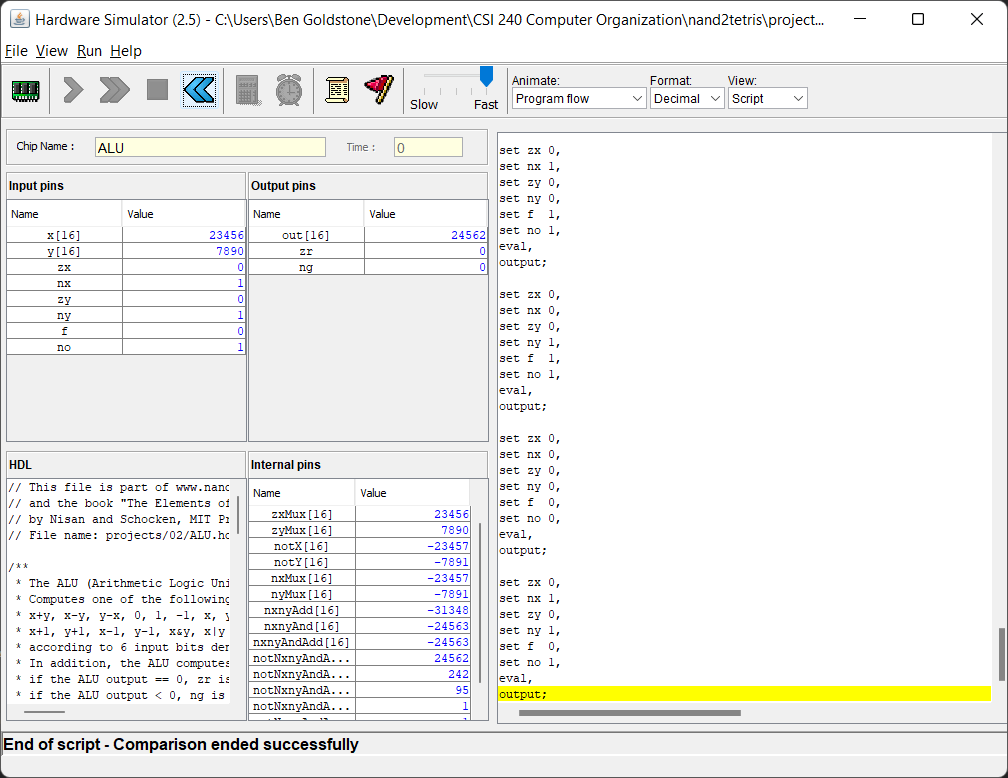 Hardware Simulator (2.5) - C:\Users\Ben Goldstone\Development\CSI 240 Computer Organization\nand2tetris\project...
File View Run Help
Slow Fast
Animate: Format: View:
Program flow Decimal Script
Chip Name : ALU Time : 0
Input pins
Name Value
x[16] 23456
y[16] 7890
zx 0
nx 1
zy 0
ny 1
f 0
no 1
Output pins
Name Value
out[16] 24562
zr 0
ng 0
HDL
// This file is part of www.nand
// and the book "The Elements of
// by Nisan and Schocken, MIT Pr
// File name: projects/02/ALU.hd
/**
* The ALU (Arithmetic Logic Uni
* Computes one of the following
* x+y, x-y, y-x, 0, 1, -1, x, y
* x+1, y+1, x-1, y-1, x&y, x|y
* according to 6 input bits den
* In addition, the ALU computes
* if the ALU output == 0, zr is
* if the ALU output < 0, ng is
Internal pins
Name Value
zxMux[16] 23456
zyMux[16] 7890
notX[16] -23457
notY[16] -7891
nxMux[16] -23457
nyMux[16] -7891
nxnyAdd[16] -31348
nxnyAnd[16] -24563
nxnyAndAdd[16] -24563
notNxnyAndA... 24562
notNxnyAndA... 242
notNxnyAndA... 95
notNxnyAndA... 1
set zx 0,
set nx 1,
set zy 0,
set ny 0,
set f 1,
set no 1,
eval,
output;
set zx 0,
set nx 0,
set zy 0,
set ny 1,
set f 1,
set no 1,
eval,
output;
set zx 0,
set nx 0,
set zy 0,
set ny 0,
set f 0,
set no 0,
eval,
output;
set zx 0,
set nx 1,
set zy 0,
set ny 1,
set f 0,
set no 1,
eval,
output;
End of script - Comparison ended successfully